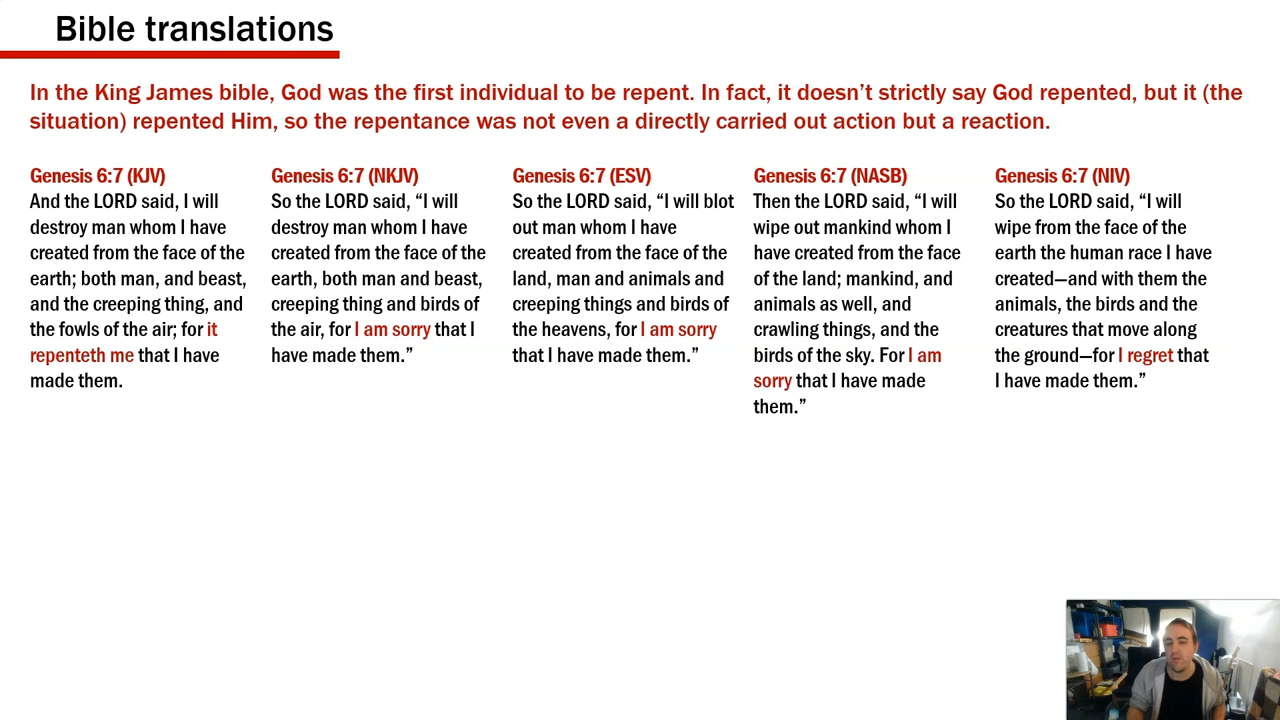 Bible translations
In the King James bible, God was the first individual to be repent. In fact, it doesn’t strictly say God repented, but it (the
situation) repented Him, so the repentance was not even a directly carried out action but a reaction.
Genesis 6:7 (KJV)
And the LORD said, I will
destroy man whom I have
created from the face of the
earth; both man, and beast,
and the creeping thing, and
the fowls of the air; for it
repenteth me that I have
made them.
Genesis 6:7 (NKJV)
So the LORD said, “I will
destroy man whom I have
created from the face of the
earth, both man and beast,
creeping thing and birds of
the air, for I am sorry that I
have made them.”
Genesis 6:7 (ESV)
So the LORD said, “I will blot
out man whom I have
created from the face of the
land, man and animals and
creeping things and birds of
the heavens, for I am sorry
that I have made them.”
Genesis 6:7 (NASB)
Then the LORD said, “I will
wipe out mankind whom I
have created from the face
of the land; mankind, and
animals as well, and
crawling things, and the
birds of the sky. For I am
sorry that I have made
them.”
Genesis 6:7 (NIV)
So the LORD said, “I will
wipe from the face of the
earth the human race I have
created—and with them the
animals, the birds and the
creatures that move along
the ground—for I regret that
I have made them.”